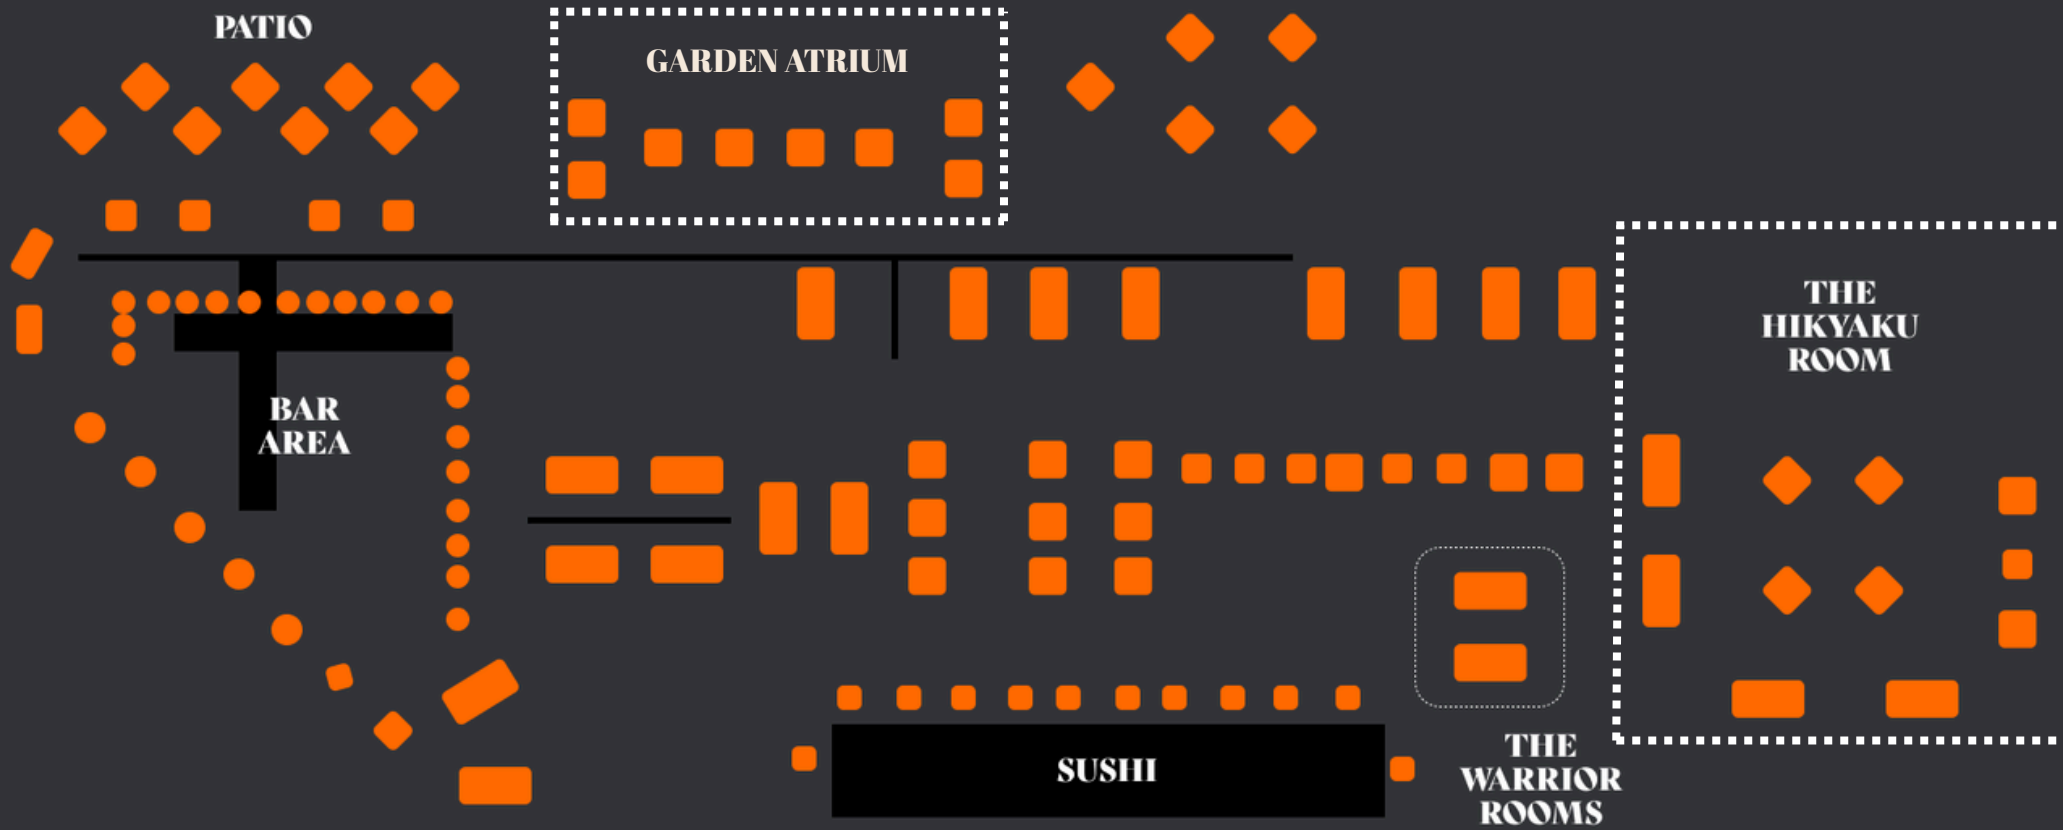 PATIO
GARDEN ATRIUM
THE
HIKYAKU
ROOM
BAR
AREA
SUSHI
THE
WARRIOR
ROOMS